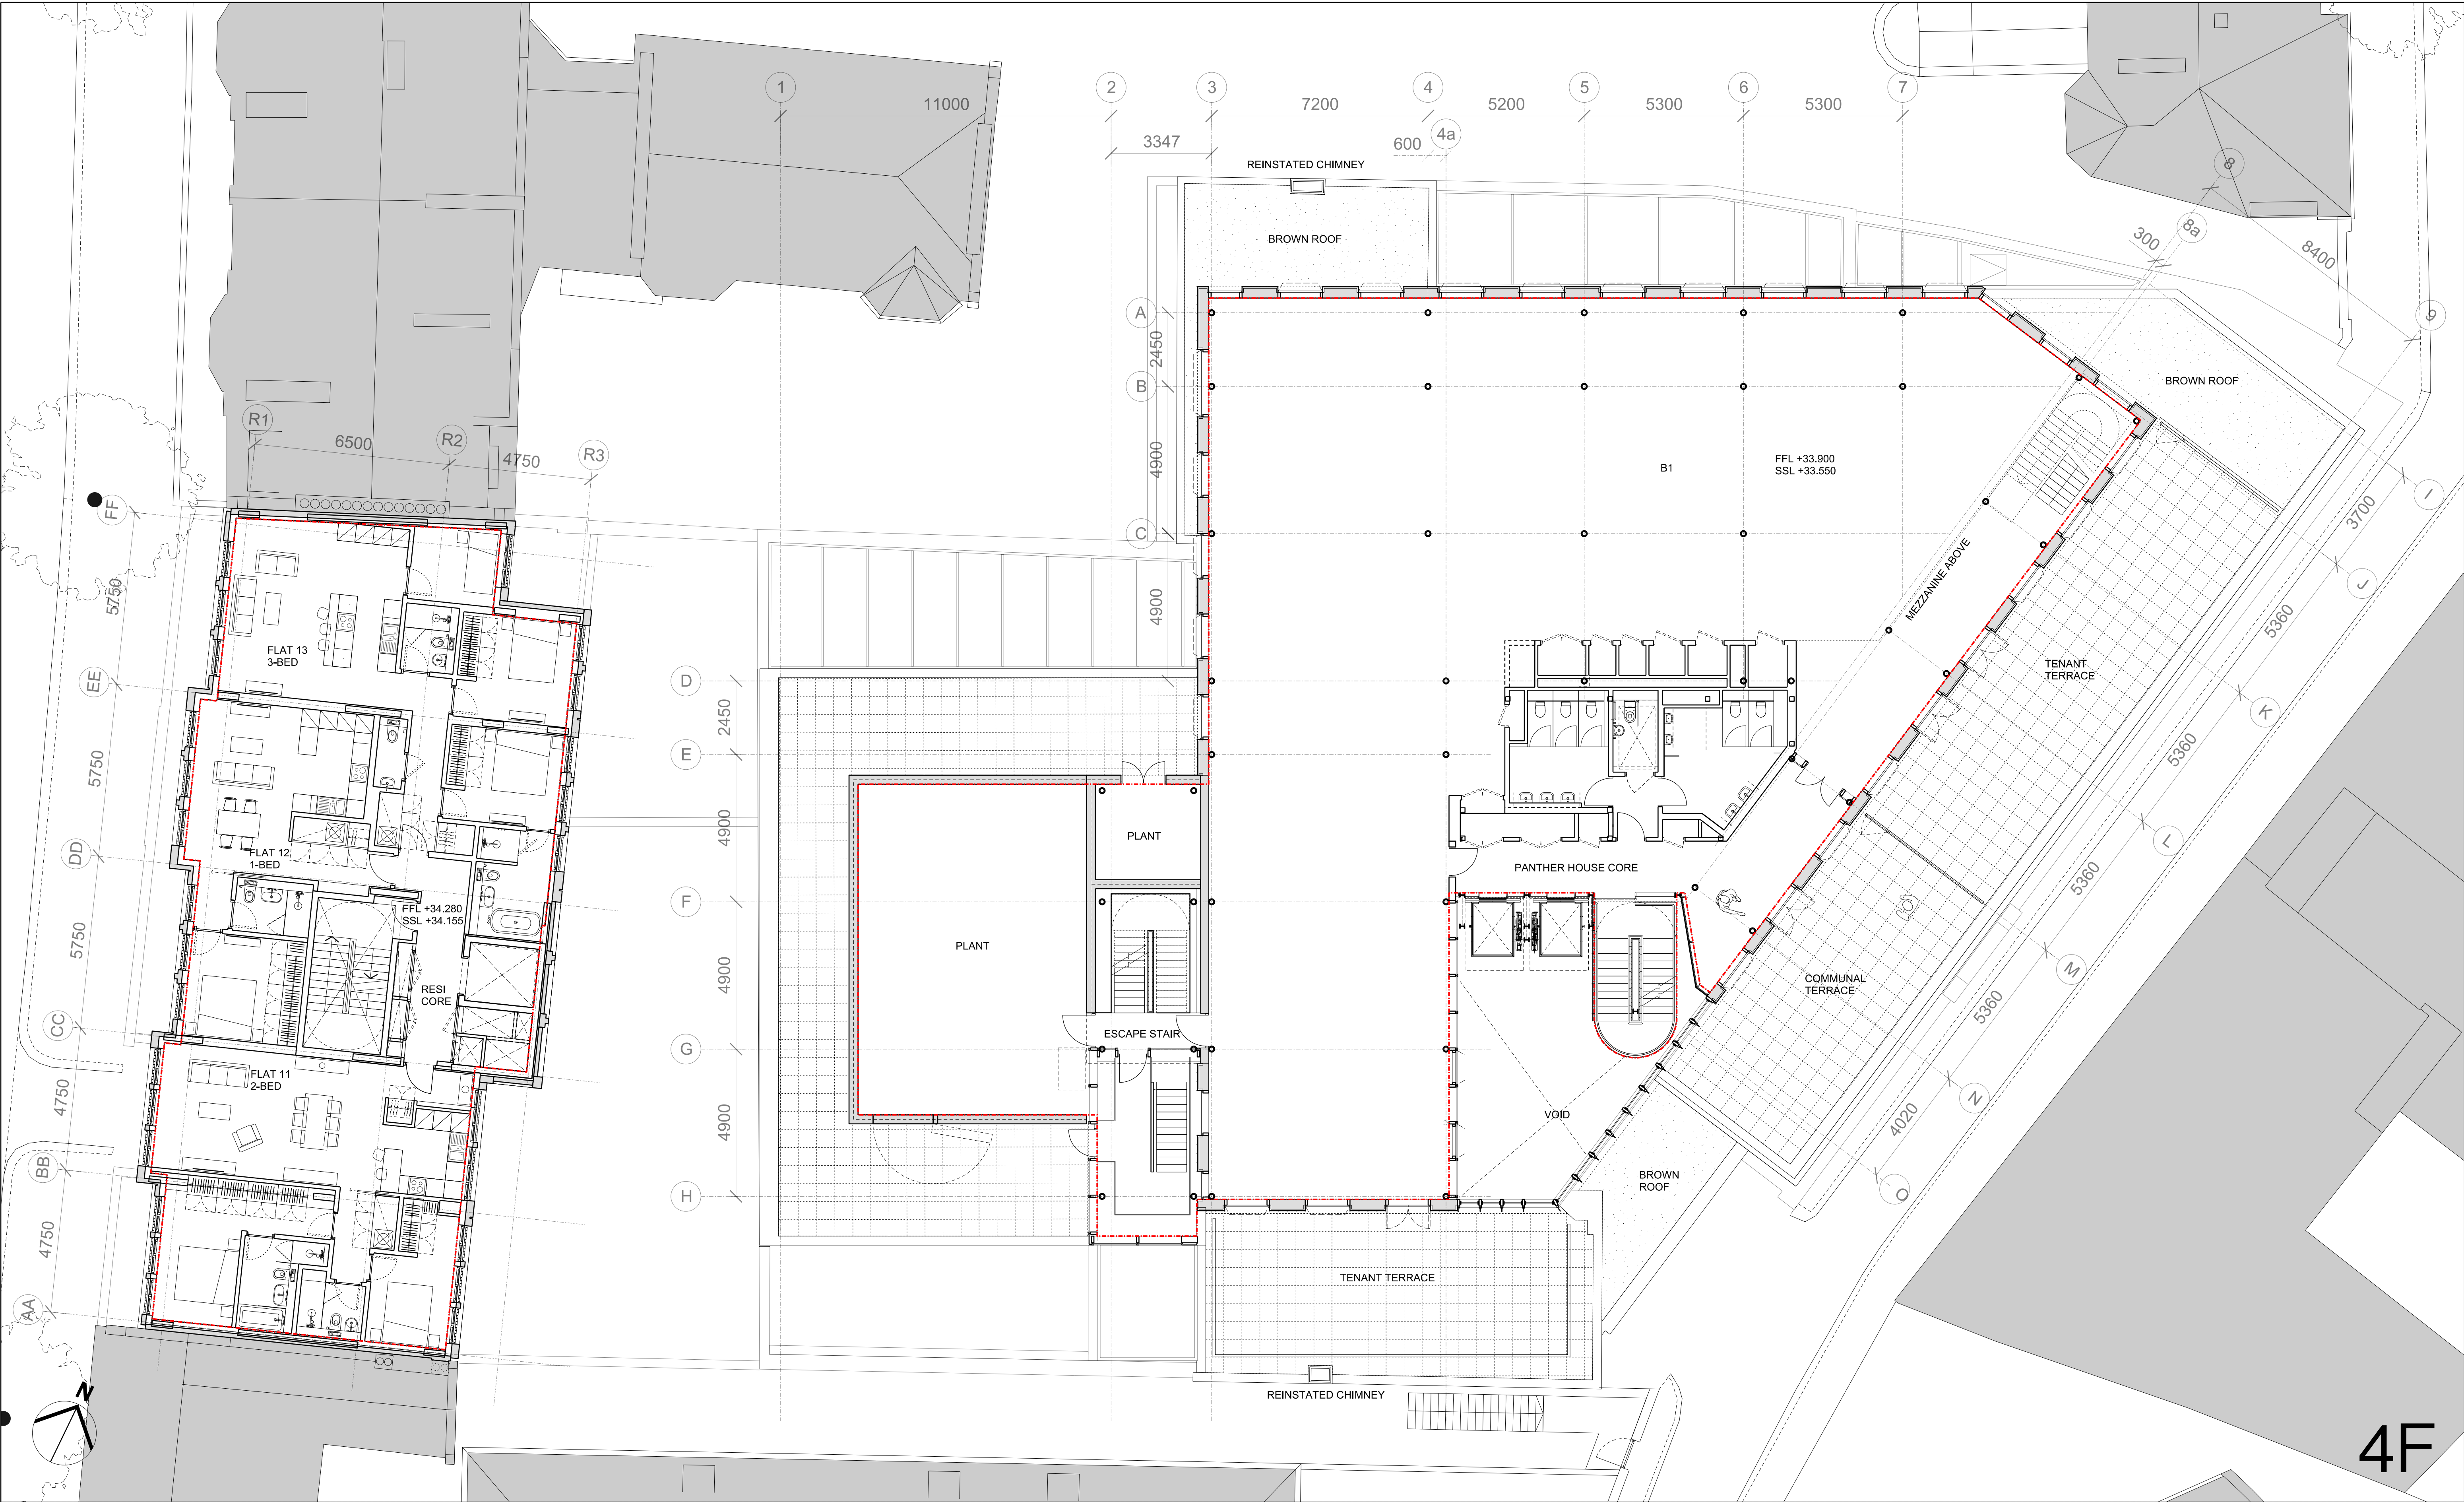 1
2
3
4
5
6
7
11000
7200
5200
5300
5300
3347
600
4a
REINSTATED CHIMNEY
8
8a
300
8400
9
BROWN ROOF
A
2450
B
4900
C
4900
BROWN ROOF
R1
6500
R2
4750
R3
B1
FFL +33.900
SSL +33.550
FF
5750
EE
5750
DD
5750
CC
4750
BB
4750
AA
I
3700
J
5360
K
5360
L
5360
M
5360
N
4020
O
MEZZANINE ABOVE
TENANT
TERRACE
FLAT 13
3-BED
D
2450
E
4900
F
4900
G
4900
H
PLANT
PANTHER HOUSE CORE
FLAT 12
1-BED
FFL +34.280
SSL +34.155
PLANT
RESI
CORE
COMMUNAL
TERRACE
ESCAPE STAIR
FLAT 11
2-BED
VOID
BROWN
ROOF
TENANT TERRACE
REINSTATED CHIMNEY
N
4F